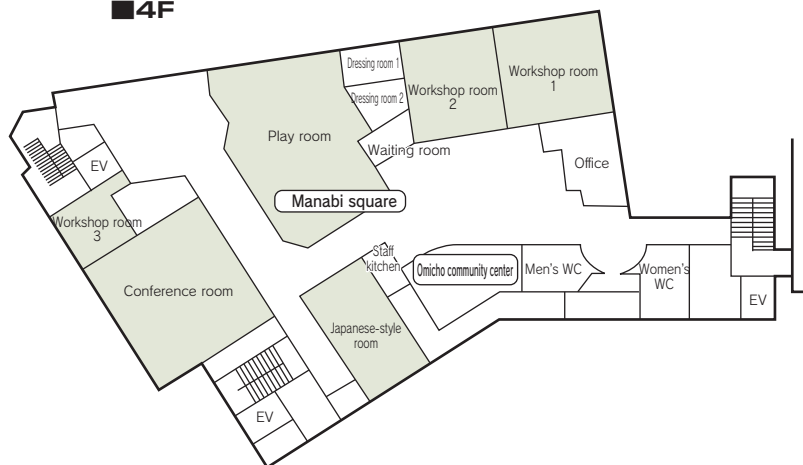 ■4F
Dressing room 1
Dressing room 2
Workshop room
2
Workshop room
1
Play room
Waiting room
Office
EV
Manabi square
Workshop room
3
Staff
kitchen
Omicho community center
Men's WC
Women's
WC
Conference room
EV
Japanese-style
room
EV